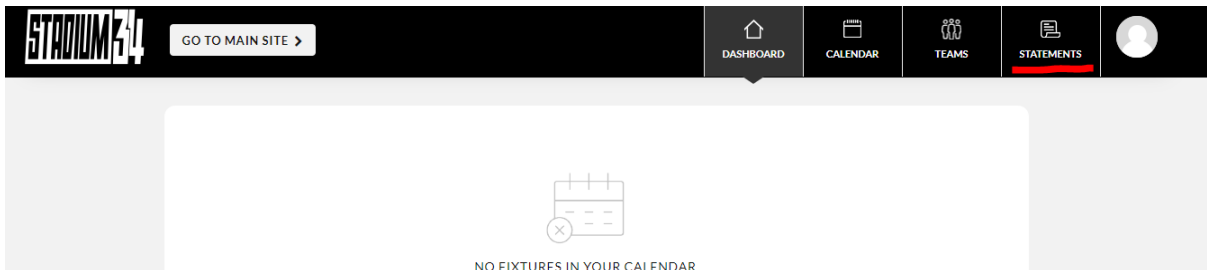 STADIUM 34
GO TO MAIN SITE
DASHBOARD
CALENDAR
TEAMS
STATEMENTS
NO FIXTURES IN YOUR CALENDAR